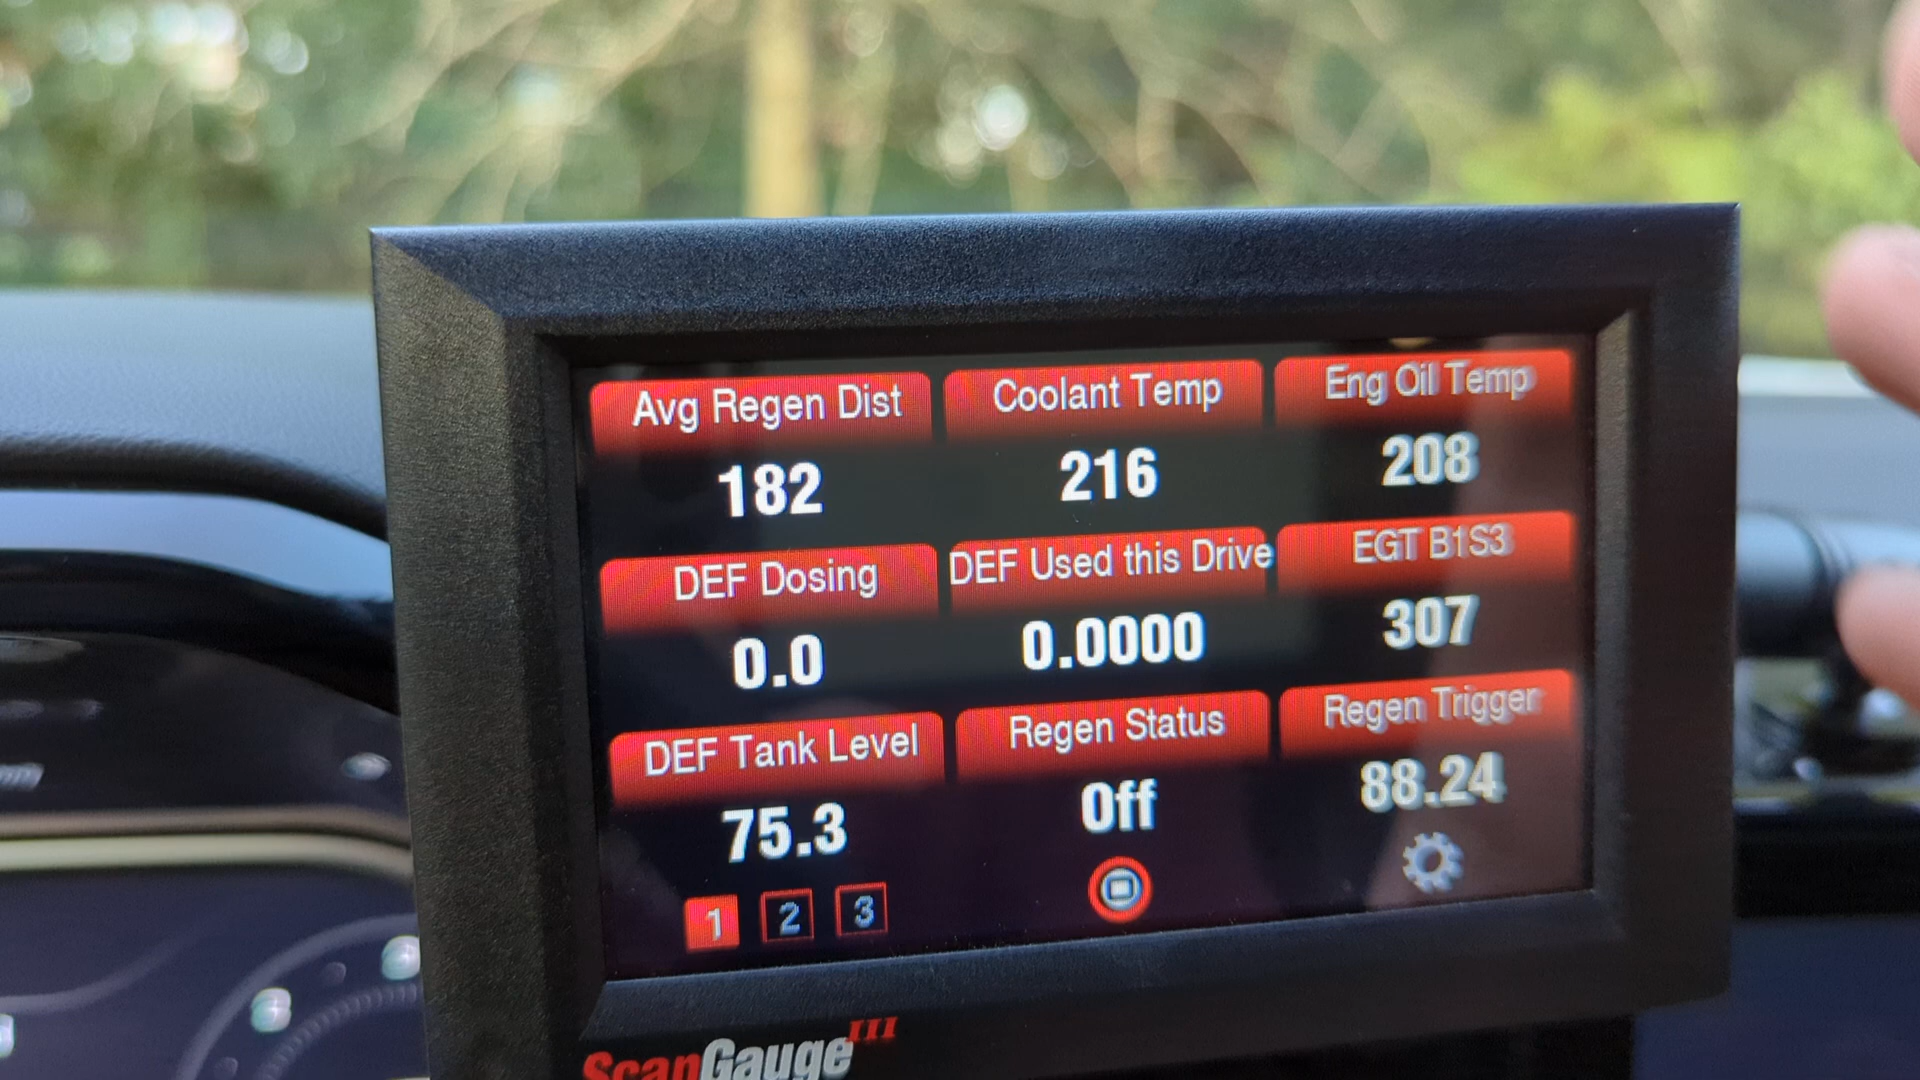 Avg Regen Dist
182
Coolant Temp
216
Eng Oil Temp
208
DEF Dosing
0.0
DEF Used this Drive
0.0000
EGT B1S3
307
DEF Tank Level
75.3
Regen Status
Off
Regen Trigger
88.24
1 2 3
ScanGauge III